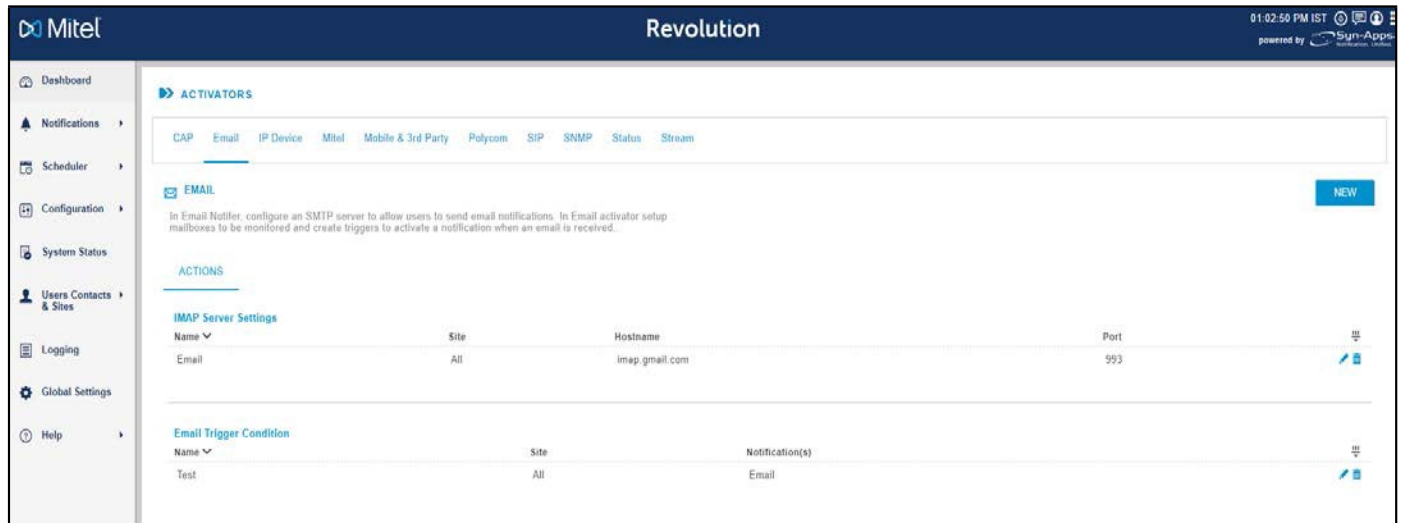 Mitel
Revolution
01:02:50 PM IST
powered by Syn-Apps
Notification. Unified.
Dashboard
Notifications
Scheduler
Configuration
System Status
Users Contacts
& Sites
Logging
Global Settings
Help
ACTIVATORS
CAP Email IP Device Mitel Mobile & 3rd Party Polycom SIP SNMP Status Stream
EMAIL
NEW
In Email Notifer, configure an SMTP server to allow users to send email notifications. In Email activator setup
mailboxes to be monitored and create triggers to activate a notification when an email is received.
ACTIONS
IMAP Server Settings
Name Site Hostname Port
Email All imap.gmail.com 993
Email Trigger Condition
Name Site Notification(s)
Test All Email